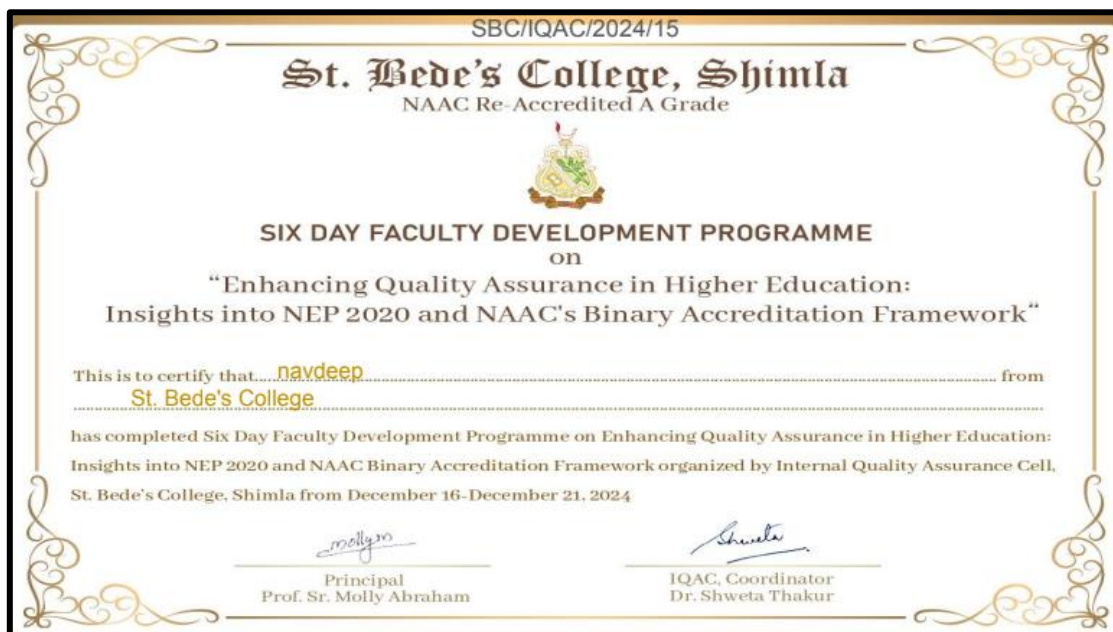 SBC/IQAC/2024/15
St. Bede's College, Shimla
NAAC Re-Accredited A Grade
B
SIX DAY FACULTY DEVELOPMENT PROGRAMME
on
“Enhancing Quality Assurance in Higher Education:
Insights into NEP 2020 and NAAC's Binary Accreditation Framework“
This is to certify that navdeep from
St. Bede's College
has completed Six Day Faculty Development Programme on Enhancing Quality Assurance in Higher Education:
Insights into NEP 2020 and NAAC Binary Accreditation Framework organized by Internal Quality Assurance Cell,
St. Bede's College, Shimla from December 16-December 21, 2024
mollym Shweta
Principal IQAC, Coordinator
Prof. Sr. Molly Abraham Dr. Shweta Thakur